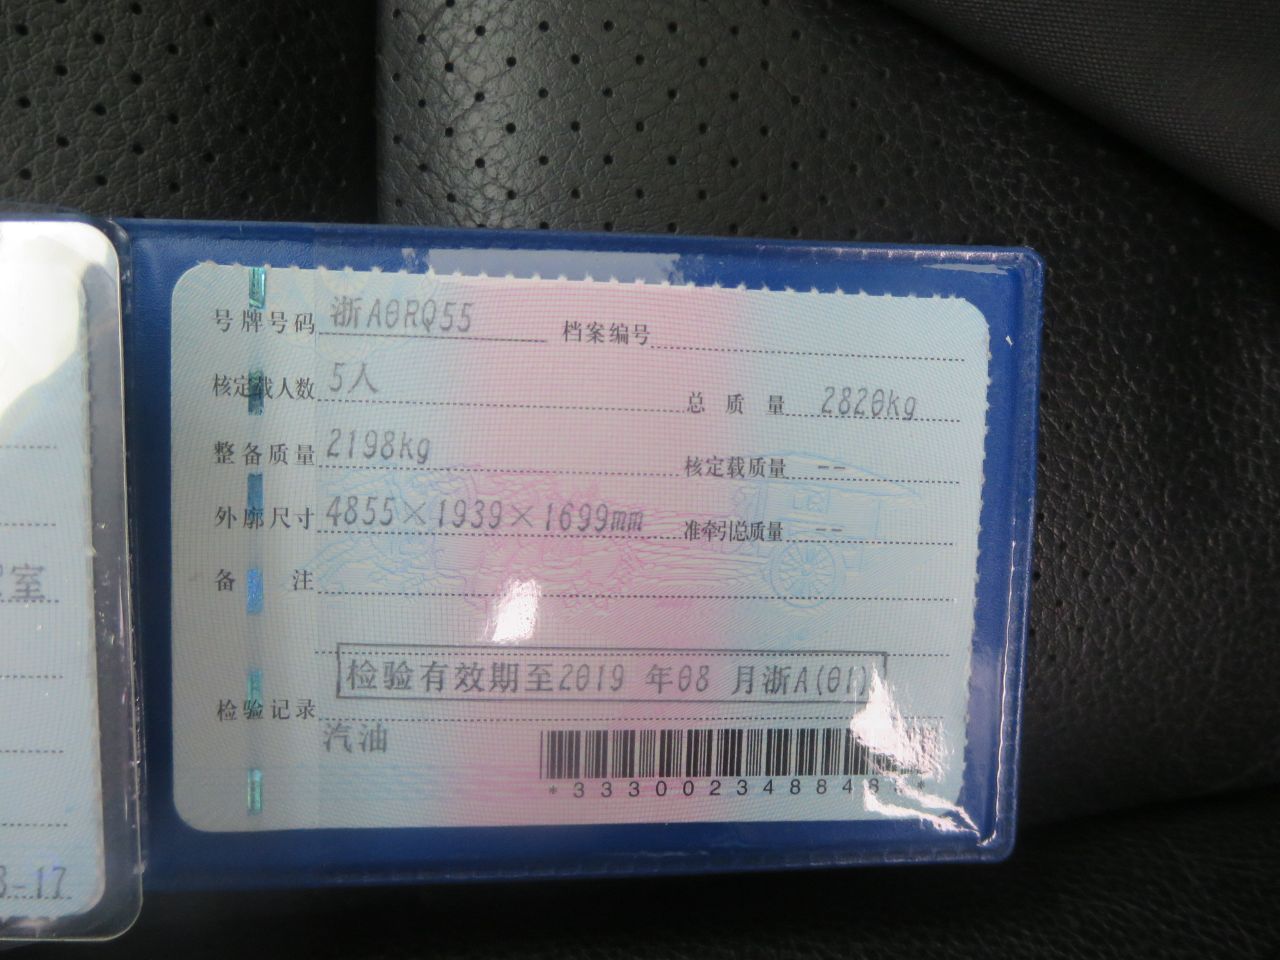 号牌号码 浙A0RQ55 档案编号
核定载人数 5人 总质量 2820kg
整备质量 2198kg 核定载质量 --
外廓尺寸 4855×1939×1699mm 准牵引总质量 --
备注
检验有效期至2019 年08 月浙A(01)
检验记录
汽油
*33300234884
室
-17